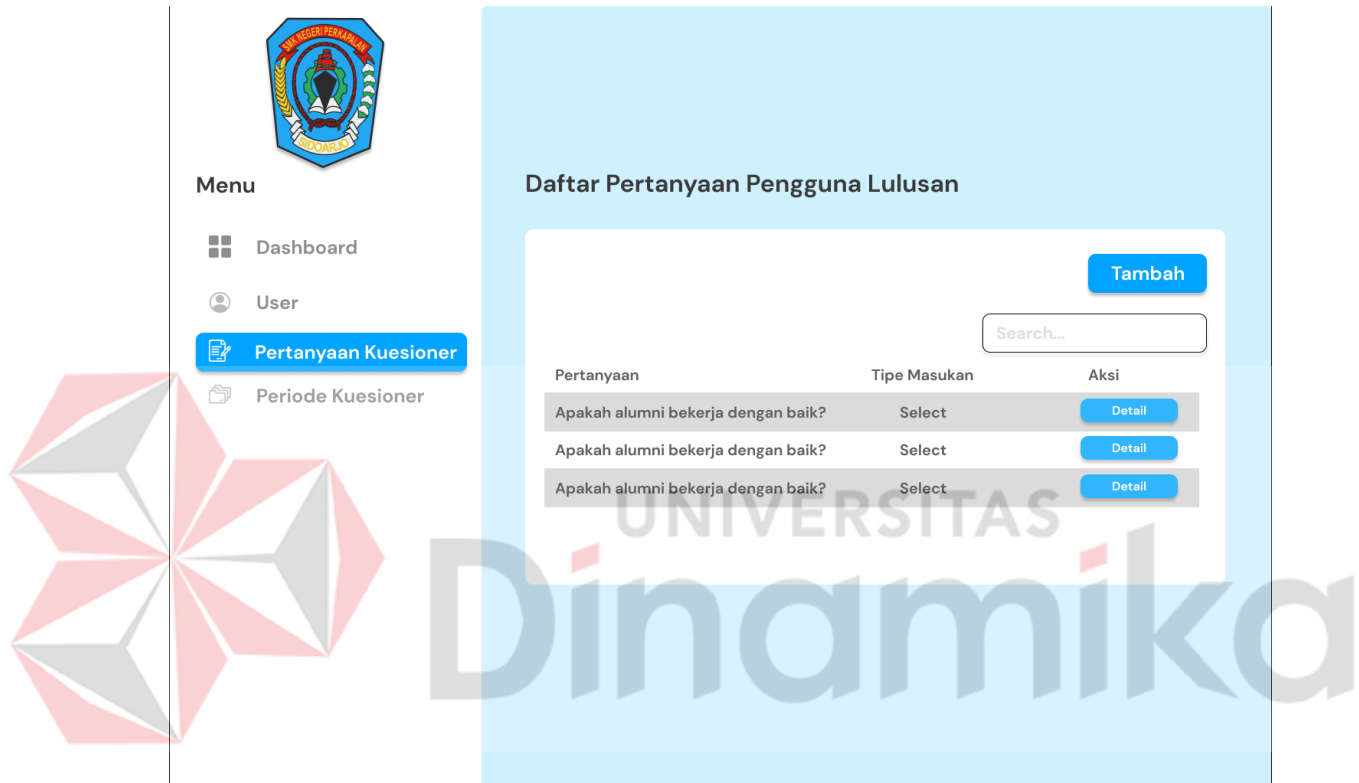 SMK NEGERI PERKAPALAN
SIDOARJO
Menu
Dashboard
User
Pertanyaan Kuesioner
Periode Kuesioner
Daftar Pertanyaan Pengguna Lulusan
Tambah
Search...
Pertanyaan Tipe Masukan Aksi
Apakah alumni bekerja dengan baik? Select Detail
Apakah alumni bekerja dengan baik? Select Detail
Apakah alumni bekerja dengan baik? Select Detail
UNIVERSITAS
Dinamika